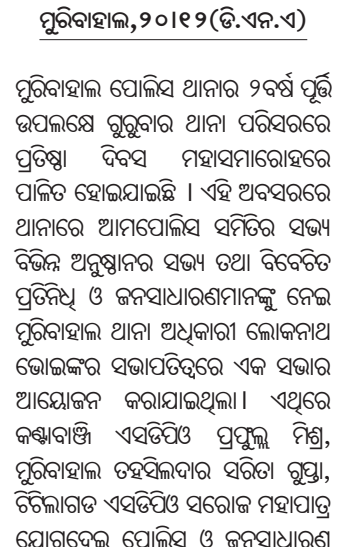 ମୁରିବାହାଲ,୨୦।୧୨(ଡି.ଏନ.ଏ)
ମୁରିବାହାଲ ପୋଲିସ ଥାନାର ୨ବର୍ଷ ପୂର୍ତ୍ତି
ଉପଲକ୍ଷେ ଗୁରୁବାର ଥାନା ପରିସରରେ
ପ୍ରତିଷ୍ଠା ଦିବସ ମହାସମାରୋହରେ
ପାଳିତ ହୋଇଯାଇଛି । ଏହି ଅବସରରେ
ଥାନାରେ ଆମପୋଲିସ ସମିତିର ସଭ୍ୟ
ବିଭିନ୍ନ ଅନୁଷ୍ଠାନର ସଭ୍ୟ ତଥା ବିବେଚିତ
ପ୍ରତିନିଧି ଓ ଜନସାଧାରଣମାନଙ୍କୁ ନେଇ
ମୁରିବାହାଲ ଥାନା ଅଧିକାରୀ ଲୋକନାଥ
ଭୋଇଙ୍କର ସଭାପତିତ୍ୱରେ ଏକ ସଭାର
ଆୟୋଜନ କରାଯାଇଥିଲା। ଏଥିରେ
କଣ୍ଟାବାଞ୍ଝି ଏସଡିପିଓ ପ୍ରଫୁଲ୍ଲ ମିଶ୍ର,
ମୁରିବାହାଲ ତହସିଲଦାର ସରିତା ଗୁପ୍ତା,
ଟିଟିଲାଗଡ ଏସଡିପିଓ ସରୋଜ ମହାପାତ୍ର
ଯୋଗଦେଇ ପୋଲିସ ଓ ଜନସାଧାରଣ